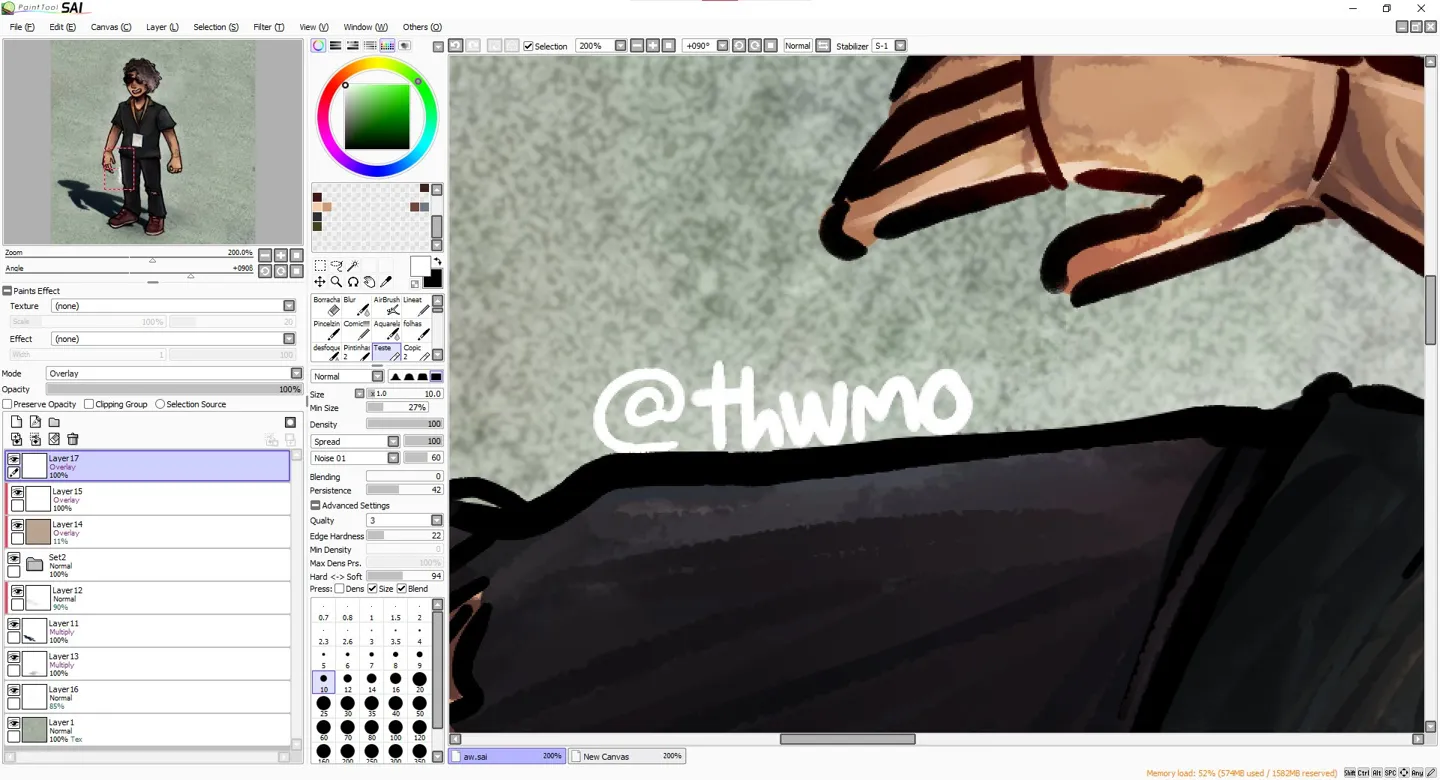 PaintTool SAI
File (F) Edit (E) Canvas (C) Layer (L) Selection (S) Filter (T) View (V) Window (W) Others (O)
Selection 200% +090° Normal Stabilizer S-1
Zoom 200.0%
Angle +0908
Paints Effect
Texture (none)
Scale 100% 20
Effect (none)
Width 1 100
Mode Overlay
Opacity 100%
Preserve Opacity Clipping Group Selection Source
Layer17
Overlay
100%
Layer15
Overlay
100%
Layer14
Overlay
11%
Set2
Normal
100%
Layer12
Normal
90%
Layer11
Multiply
100%
Layer13
Multiply
100%
Layer16
Normal
85%
Layer1
Normal
100% Tex
Borracha Blur AirBrush Lineat
Pincelzin Comic!!!! Aquarela folhas
desfoque Pintinhas 2 Teste Copic 2
Normal
Size x 1.0 10.0
Min Size 27%
Density 100
Spread 100
Noise 01 60
Blending 0
Persistence 42
Advanced Settings
Qualty 3
Edge Hardness 22
Min Density 0
Max Dens Prs. 100%
Hard <-> Soft 94
Press: Dens Size Blend
0.7 0.8 1 1.5 2
2.3 2.6 3 3.5 4
5 6 7 8 9
10 12 14 16 20
25 30 35 40 50
60 70 80 100 120
160 200 250 300 350
@thwmo
aw.sai 200% New Canvas 200%
Memory load: 52% (574MB used / 1582MB reserved) Shift Ctrl Alt SPC Any